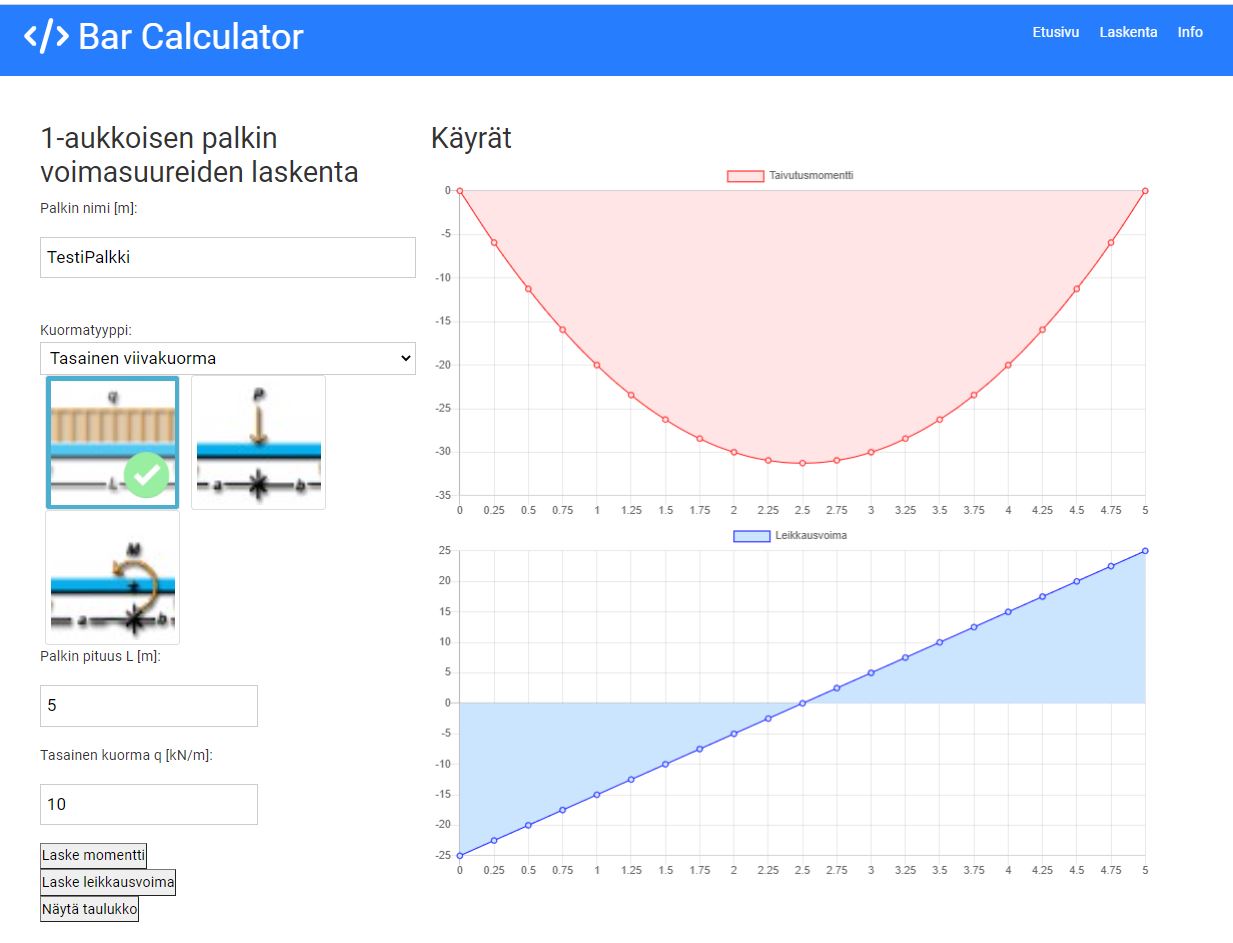 </> Bar Calculator
Etusivu Laskenta Info
1-aukkoisen palkin
voimasuureiden laskenta
Palkin nimi [m]:
TestiPalkki
Kuormatyyppi:
Tasainen viivakuorma
q
L
P
a b
M
a b
Palkin pituus L [m]:
5
Tasainen kuorma q [kN/m]:
10
Laske momentti
Laske leikkausvoima
Näytä taulukko
Käyrät
Taivutusmomentti
0
-5
-10
-15
-20
-25
-30
-35
0 0.25 0.5 0.75 1 1.25 1.5 1.75 2 2.25 2.5 2.75 3 3.25 3.5 3.75 4 4.25 4.5 4.75 5
Leikkausvoima
25
20
15
10
5
0
-5
-10
-15
-20
-25
0 0.25 0.5 0.75 1 1.25 1.5 1.75 2 2.25 2.5 2.75 3 3.25 3.5 3.75 4 4.25 4.5 4.75 5